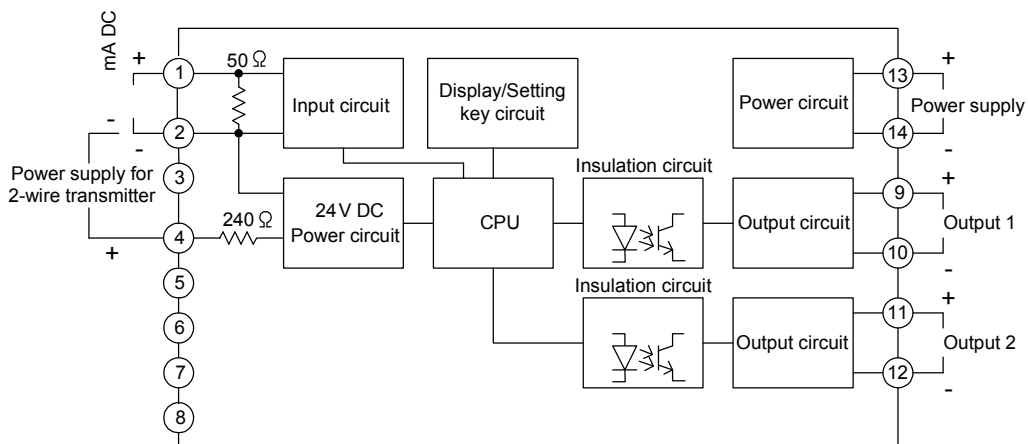 mA DC
+
1
50 Ω
Input circuit
Display/Setting
key circuit
Power circuit
13
+
Power supply
14
-
-
2
-
Power supply for
2-wire transmitter
3
240 Ω
4
+
24V DC
Power circuit
CPU
Insulation circuit
Output circuit
9
+
Output 1
10
-
5
6
7
8
Insulation circuit
Output circuit
11
+
Output 2
12
-